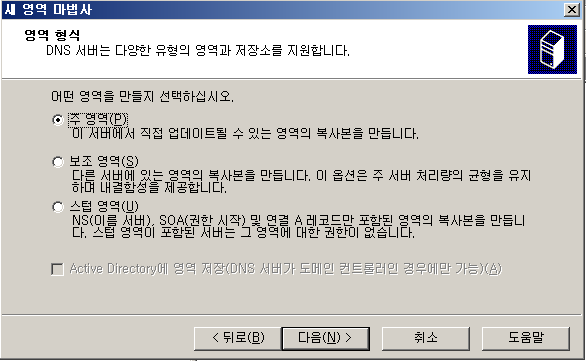 새 영역 마법사
영역 형식
DNS 서버는 다양한 유형의 영역과 저장소를 지원합니다.
어떤 영역을 만들지 선택하십시오.
주 영역(P)
이 서버에서 직접 업데이트될 수 있는 영역의 복사본을 만듭니다.
보조 영역(S)
다른 서버에 있는 영역의 복사본을 만듭니다. 이 옵션은 주 서버 처리량의 균형을 유지
하며 내결함성을 제공합니다.
스텁 영역(U)
NS(이름 서버), SOA(권한 시작) 및 연결 A 레코드만 포함된 영역의 복사본을 만듭니
다. 스텁 영역이 포함된 서버는 그 영역에 대한 권한이 없습니다.
Active Directory에 영역 저장(DNS 서버가 도메인 컨트롤러인 경우에만 가능)(A)
< 뒤로(B) 다음(N) > 취소 도움말